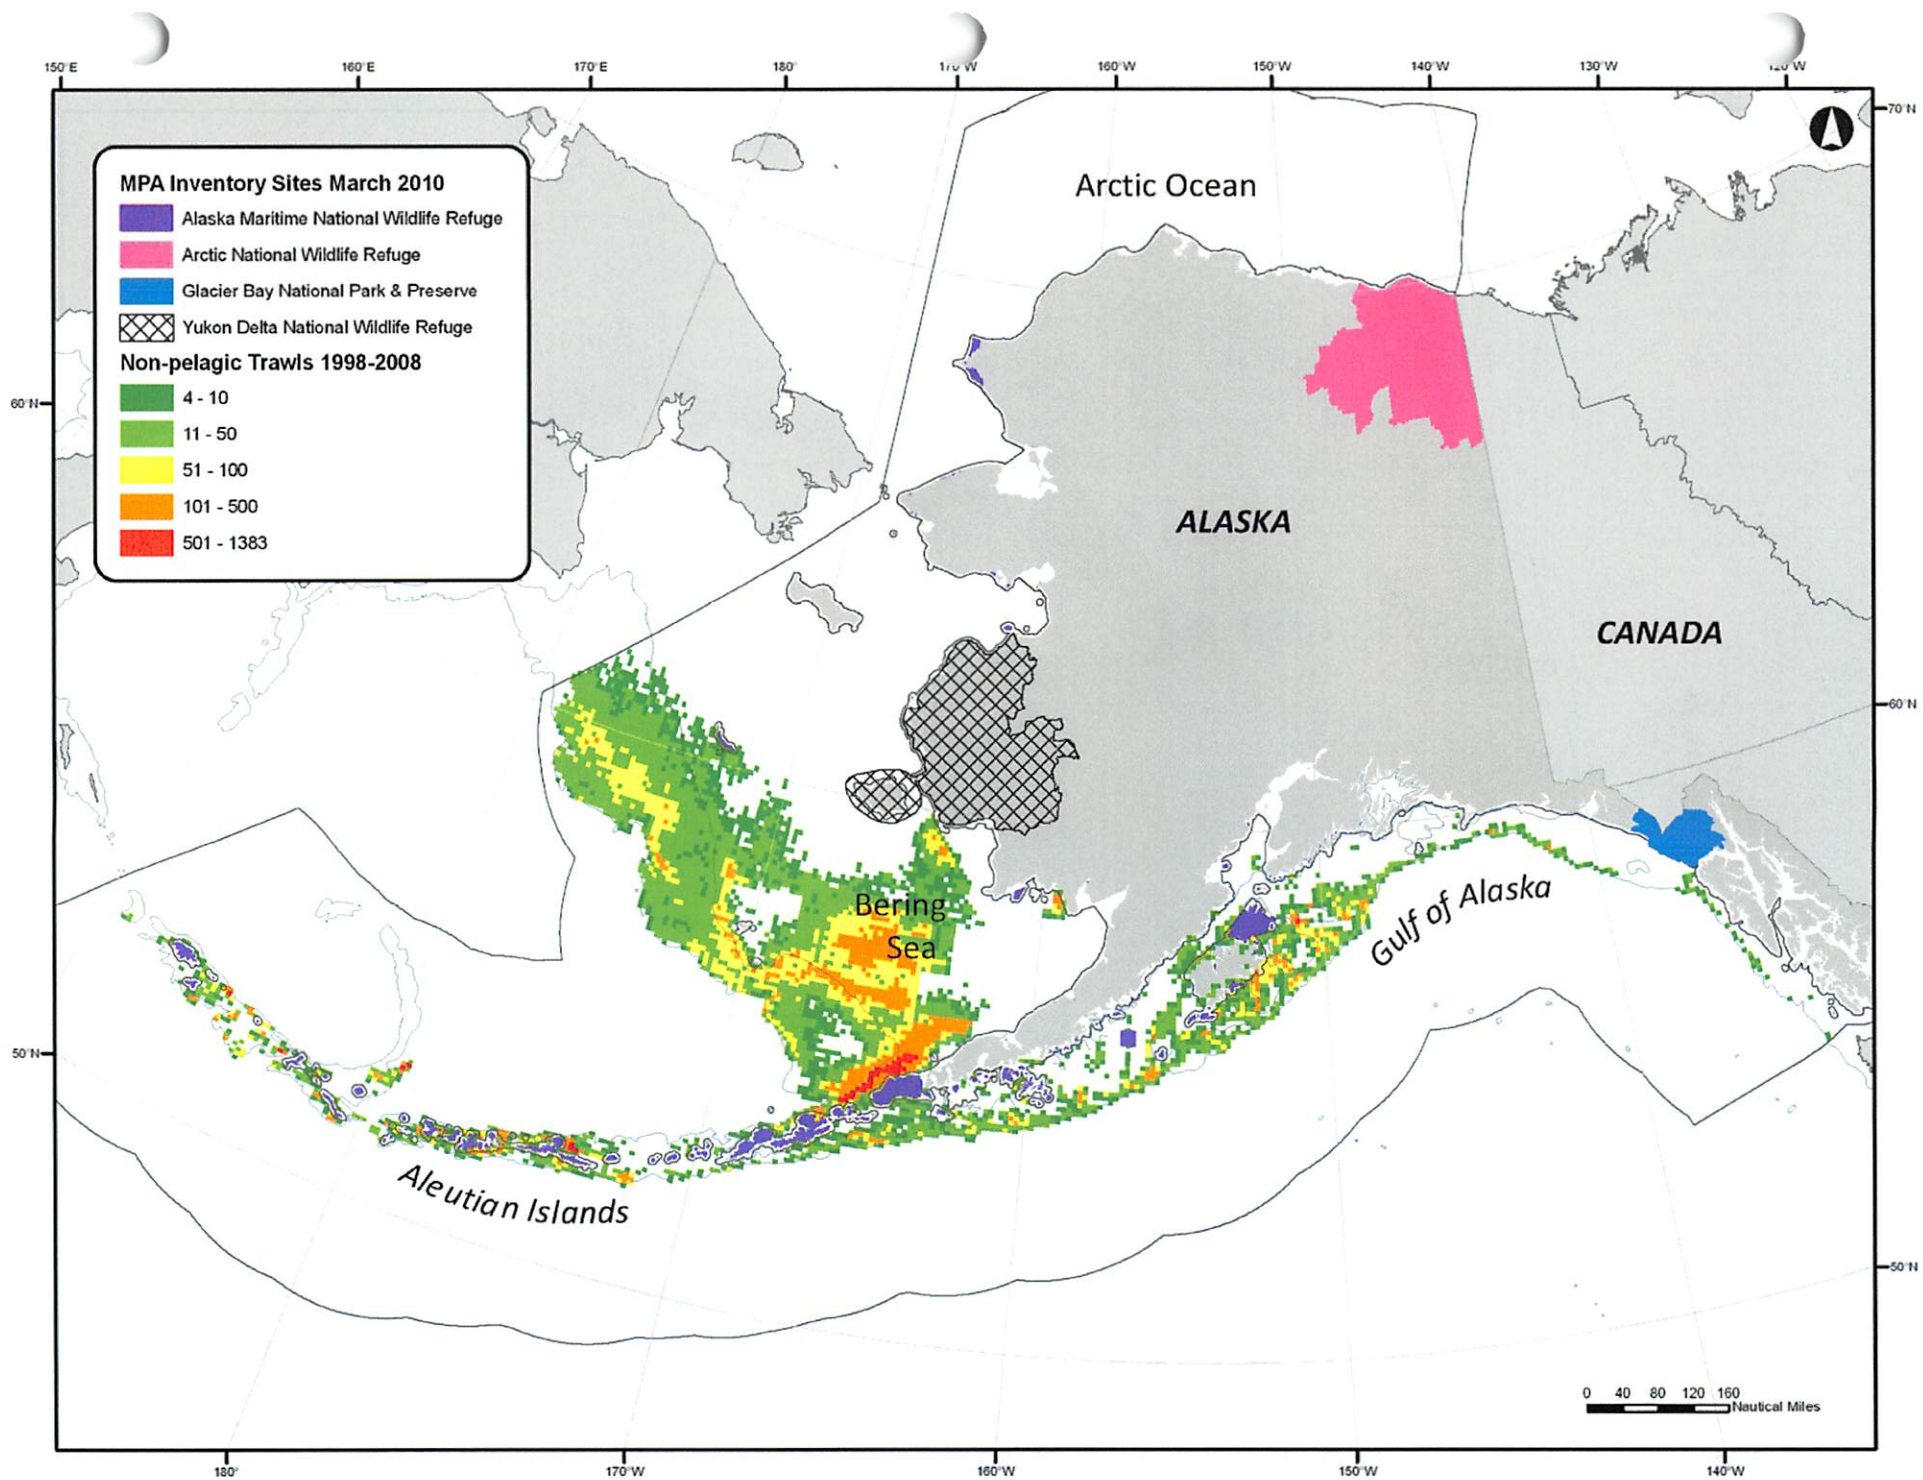 150°E 160°E 170°E 180° 170°W 160°W 150°W 140°W 130°W 120°W
70°N
Arctic Ocean
MPA Inventory Sites March 2010
Alaska Maritime National Wildlife Refuge
Arctic National Wildlife Refuge
Glacier Bay National Park & Preserve
Yukon Delta National Wildlife Refuge
Non-pelagic Trawls 1998-2008
4 - 10
11 - 50
51 - 100
101 - 500
501 - 1383
60°N
ALASKA
CANADA
60°N
Bering
Sea
Gulf of Alaska
50°N
Aleutian Islands
50°N
0 40 80 120 160
Nautical Miles
180° 170°W 160°W 150°W 140°W